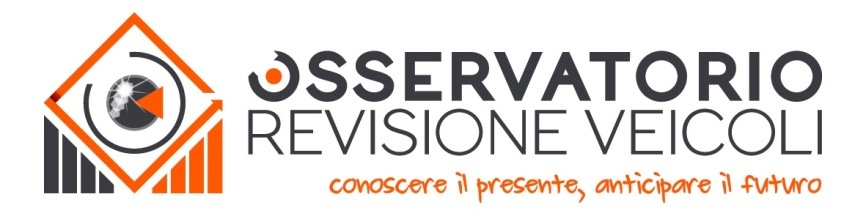 OSSERVATORIO
REVISIONE VEICOLI
conoscere il presente, anticipare il futuro